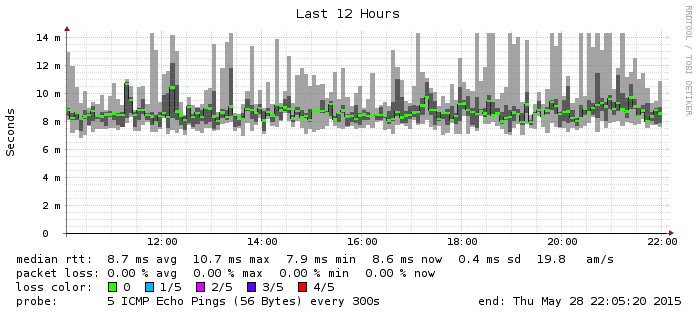 Last 12 Hours
RRDTOOL / TOBI OETIKER
Seconds
14 m
12 m
10 m
8 m
6 m
4 m
2 m
0
12:00 14:00 16:00 18:00 20:00 22:00
median rtt: 8.7 ms avg 10.7 ms max 7.9 ms min 8.6 ms now 0.4 ms sd 19.8 am/s
packet loss: 0.00 % avg 0.00 % max 0.00 % min 0.00 % now
loss color: 0 1/5 2/5 3/5 4/5
probe: 5 ICMP Echo Pings (56 Bytes) every 300s end: Thu May 28 22:05:20 2015